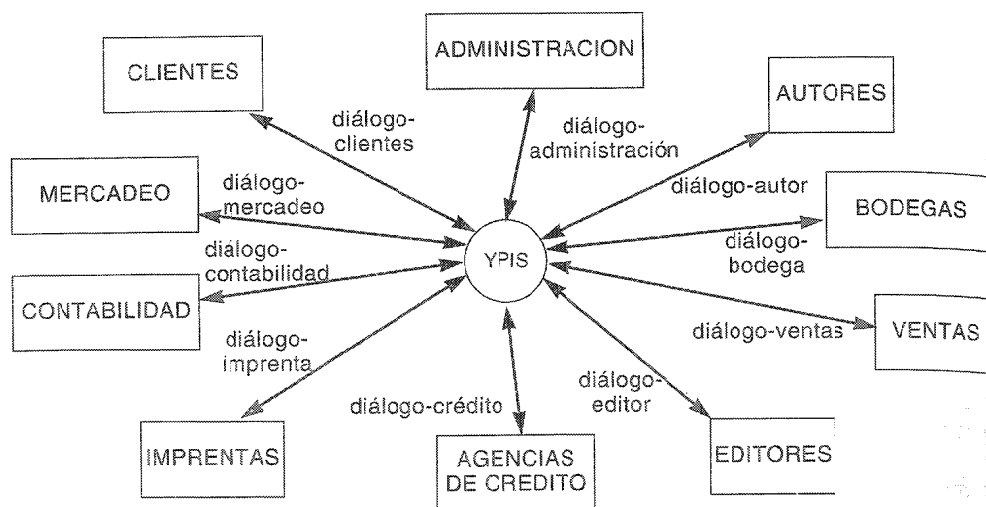 ADMINISTRACION
CLIENTES
AUTORES
diálogo-
clientes
diálogo-
administración
MERCADEO
diálogo-
mercadeo
diálogo-autor
BODEGAS
YPIS
diálogo-
bodega
diálogo-
contabilidad
CONTABILIDAD
diálogo-ventas
VENTAS
diálogo-
imprenta
diálogo-crédito
diálogo-
editor
IMPRENTAS
AGENCIAS
DE CREDITO
EDITORES